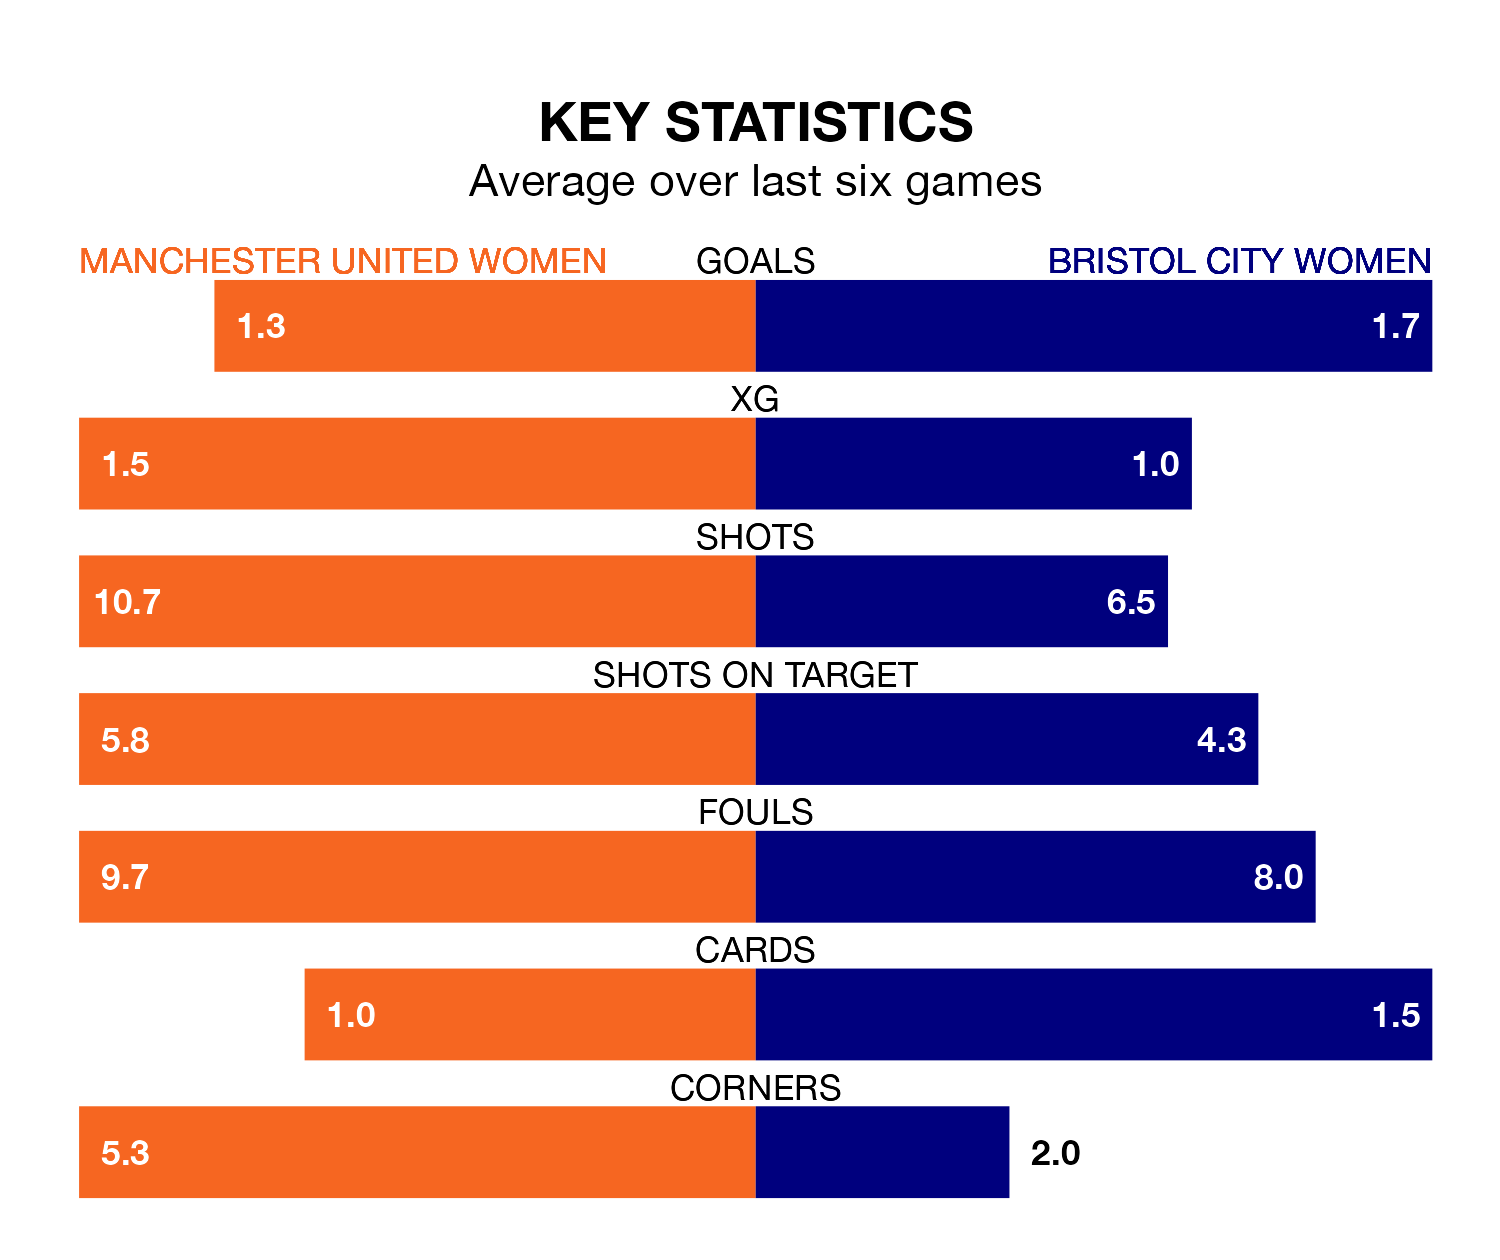 KEY STATISTICS
Average over last six games
MANCHESTER UNITED WOMEN GOALS BRISTOL CITY WOMEN
1.3 1.7
XG
1.5 1.0
SHOTS
10.7 6.5
SHOTS ON TARGET
5.8 4.3
FOULS
9.7 8.0
CARDS
1.0 1.5
CORNERS
5.3 2.0